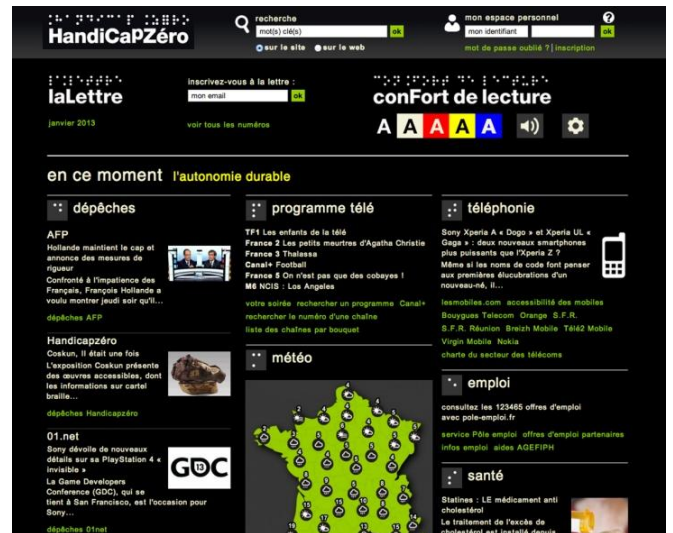 HandiCaPZéro
recherche
mot(s) clé(s)
ok
sur le site
sur le web
mon espace personnel
?
mon identifiant
ok
mot de passe oublié ? | inscription
laLettre
janvier 2013
inscrivez-vous à la lettre :
mon email
ok
voir tous les numéros
conFort de lecture
A A A A A
en ce moment l'autonomie durable
dépêches
AFP
Hollande maintient le cap et
annonce des mesures de
rigueur
Confronté à l'impatience des
Français, François Hollande a
voulu montrer jeudi soir qu'il...
dépêches AFP
Handicapzéro
Coskun, Il était une fois
L'exposition Coskun présente
des œuvres accessibles, dont
les informations sur cartel
braille...
dépêches Handicapzéro
01.net
Sony dévoile de nouveaux
détails sur sa PlayStation 4 «
invisible »
La Game Developers
Conference (GDC), qui se
tient à San Francisco, est l'occasion pour
Sony...
GDC
13
dépêches 01net
programme télé
TF1 Les enfants de la télé
France 2 Les petits meurtres d'Agatha Christie
France 3 Thalassa
Canal+ Football
France 5 On n'est pas que des cobayes !
M6 NCIS : Los Angeles
votre soirée rechercher un programme Canal+
rechercher le numéro d'une chaîne
liste des chaînes par bouquet
météo
téléphonie
Sony Xperia A « Dogo » et Xperia UL «
Gaga » : deux nouveaux smartphones
plus puissants que l'Xperia Z ?
Même si les noms de code font penser
aux premières élucubrations d'un
nouveau-né, il...
lesmobiles.com accessibilité des mobiles
Bouygues Telecom Orange S.F.R.
S.F.R. Réunion Breizh Mobile Télé2 Mobile
Virgin Mobile Nokia
charte du secteur des télécoms
emploi
consultez les 123465 offres d'emploi
avec pole-emploi.fr
service Pôle emploi offres d'emploi partenaires
infos emploi aides AGEFIPH
santé
Statines : LE médicament anti
cholestérol
Le traitement de l'excès de
cholestérol est installé depuis